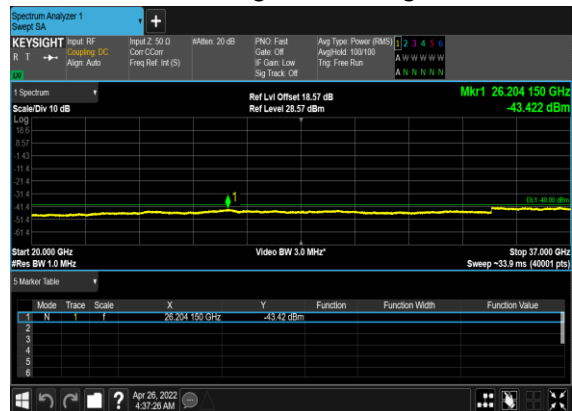 Spectrum Analyzer 1
Swept SA
KEYSIGHT
R T
Input: RF
Coupling: DC
Align: Auto
Input Z: 50 Ω
Corr CCorr
Freq Ref: Int (S)
#Atten: 20 dB
PNO: Fast
Gate: Off
IF Gain: Low
Sig Track: Off
Avg Type: Power (RMS)
Avg|Hold: 100/100
Trig: Free Run
1 2 3 4 5 6
A W W W W W
A N N N N N
1 Spectrum
Scale/Div 10 dB
Ref Lvl Offset 18.57 dB
Ref Level 28.57 dBm
Mkr1 26.204 150 GHz
-43.422 dBm
Log
18.6
8.57
-1.43
-11.4
-21.4
-31.4
-41.4
-51.4
-61.4
1
DL1 -40.00 dBm
Start 20.000 GHz
#Res BW 1.0 MHz
Video BW 3.0 MHz*
Stop 37.000 GHz
Sweep ~33.9 ms (40001 pts)
5 Marker Table
Mode Trace Scale X Y Function Function Width Function Value
1 N 1 f 26.204 150 GHz -43.42 dBm
2
3
4
5
6
?
Apr 26, 2022
4:37:26 AM